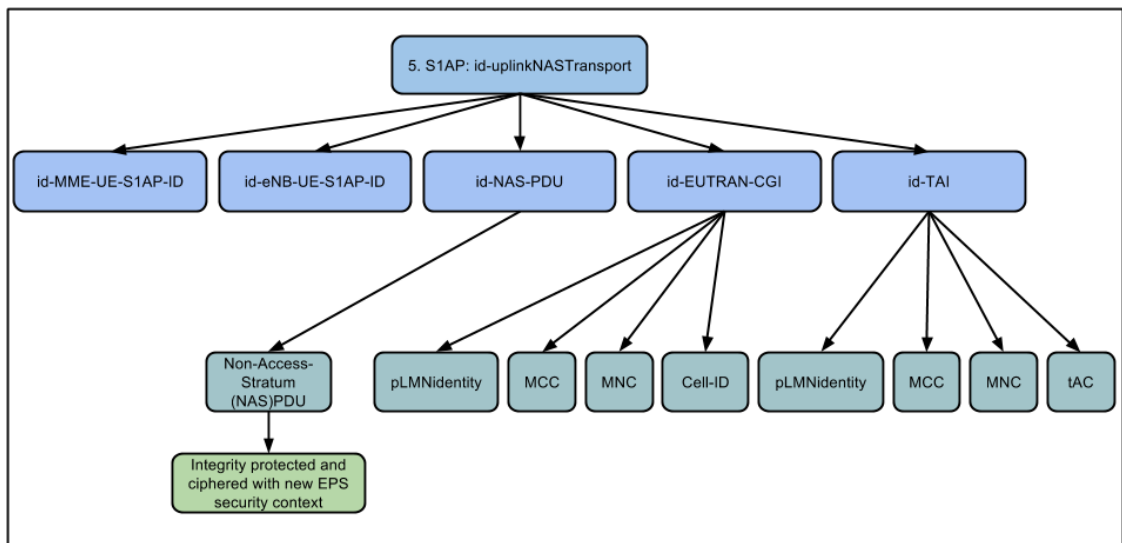 5. S1AP: id-uplinkNASTransport
id-MME-UE-S1AP-ID
id-eNB-UE-S1AP-ID
id-NAS-PDU
id-EUTRAN-CGI
id-TAI
Non-Access-
Stratum
(NAS)PDU
pLMNidentity
MCC
MNC
Cell-ID
pLMNidentity
MCC
MNC
tAC
Integrity protected and
ciphered with new EPS
security context